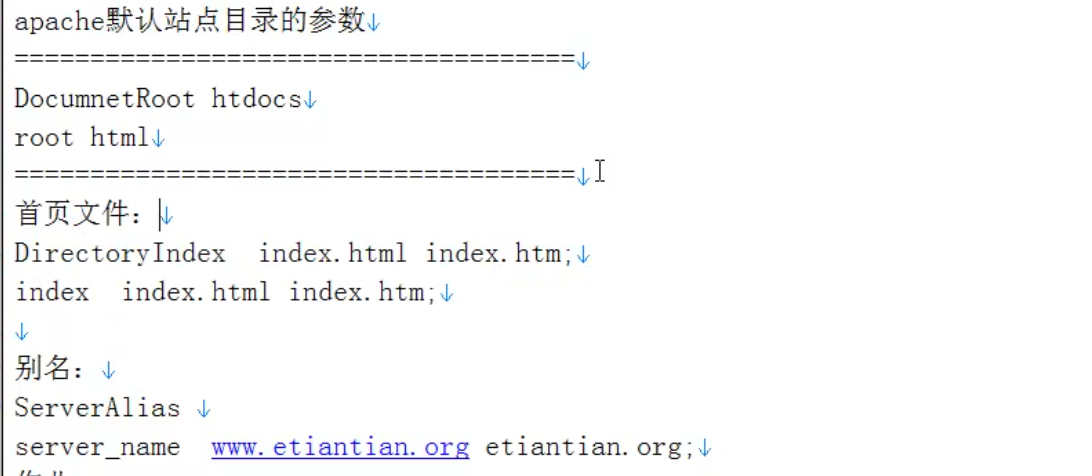 apache默认站点目录的参数↓
=====================================↓
DocumnetRoot htdocs↓
root html↓
=====================================↓
首页文件：↓
DirectoryIndex  index.html index.htm;↓
index  index.html index.htm;↓
↓
别名：↓
ServerAlias ↓
server_name  www.etiantian.org etiantian.org;↓